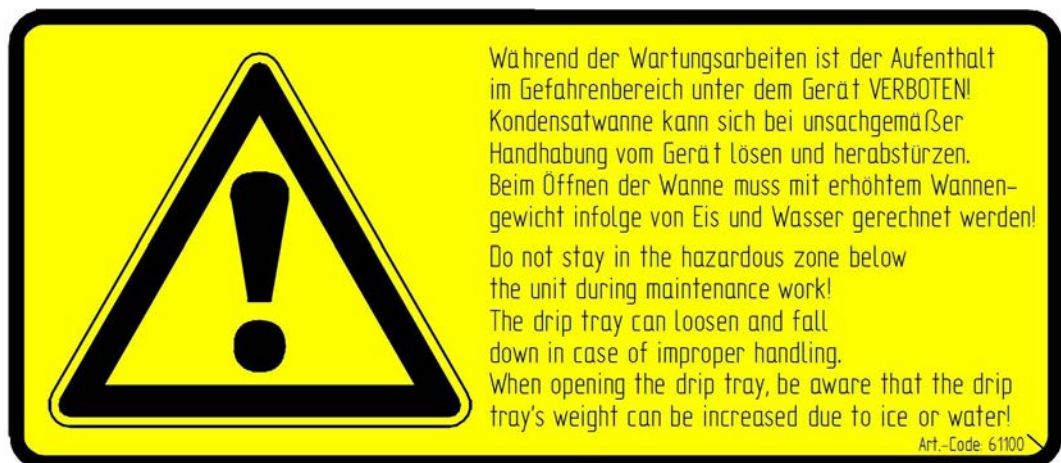 Während der Wartungsarbeiten ist der Aufenthalt
im Gefahrenbereich unter dem Gerät VERBOTEN!
Kondensatwanne kann sich bei unsachgemäßer
Handhabung vom Gerät lösen und herabstürzen.
Beim Öffnen der Wanne muss mit erhöhtem Wannen-
gewicht infolge von Eis und Wasser gerechnet werden!
Do not stay in the hazardous zone below
the unit during maintenance work!
The drip tray can loosen and fall
down in case of improper handling.
When opening the drip tray, be aware that the drip
tray's weight can be increased due to ice or water!
Art.-Code: 61100